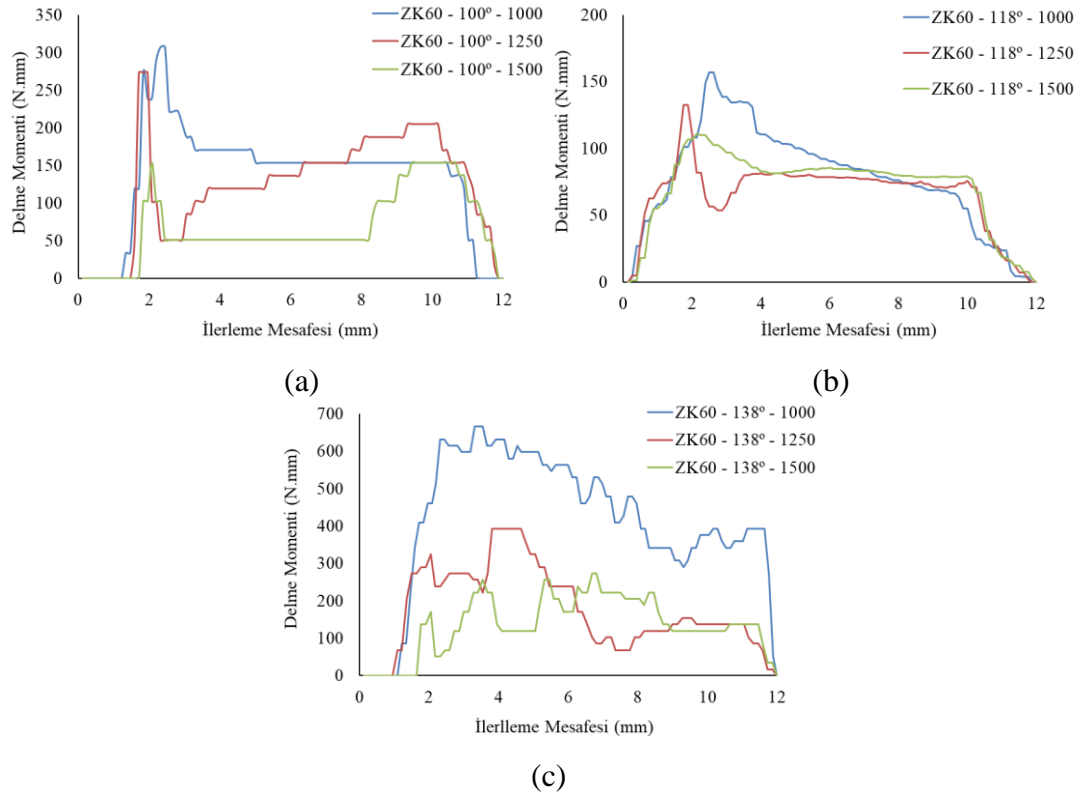 350
300
250
200
150
100
50
0
0 2 4 6 8 10 12
Delme Momenti (N.mm)
İlerleme Mesafesi (mm)
ZK60 - 100º - 1000
ZK60 - 100º - 1250
ZK60 - 100º - 1500
(a)
200
150
100
50
0
0 2 4 6 8 10 12
Delme Momenti (N.mm)
İlerleme Mesafesi (mm)
ZK60 - 118º - 1000
ZK60 - 118º - 1250
ZK60 - 118º - 1500
(b)
700
600
500
400
300
200
100
0
0 2 4 6 8 10 12
Delme Momenti (N.mm)
İlerlleme Mesafesi (mm)
ZK60 - 138º - 1000
ZK60 - 138º - 1250
ZK60 - 138º - 1500
(c)